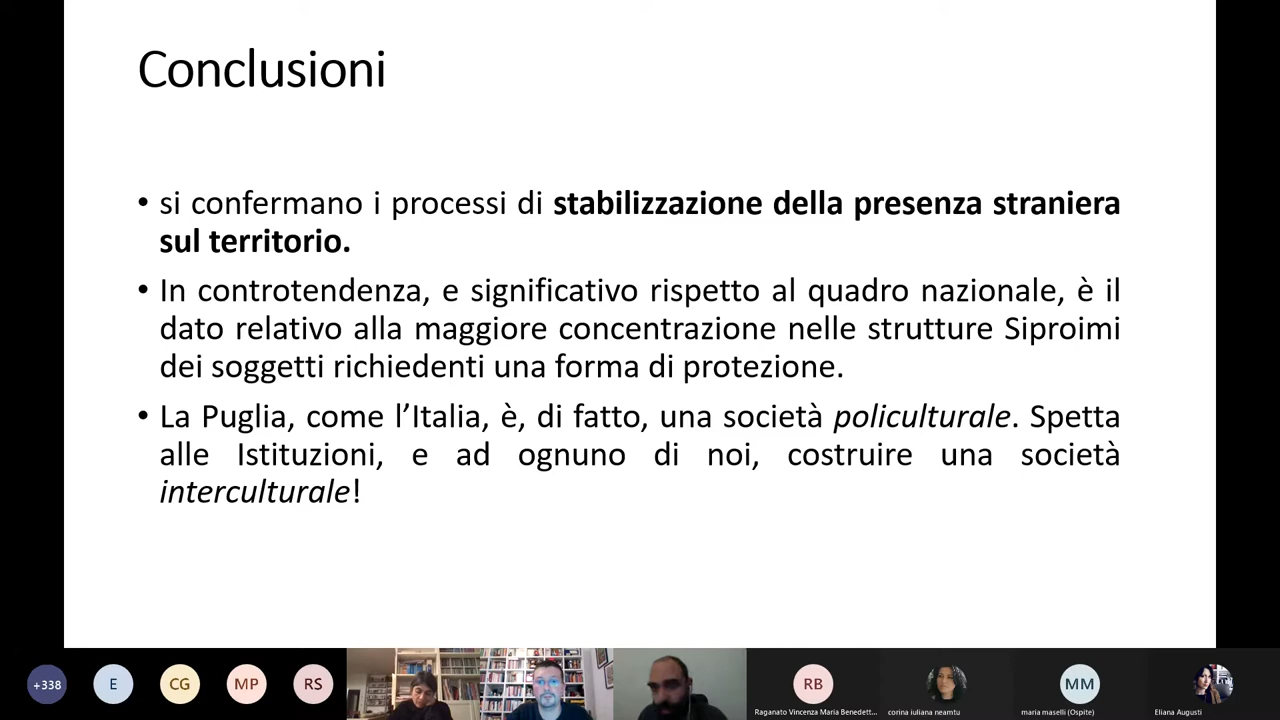 Conclusioni
• si confermano i processi di stabilizzazione della presenza straniera
sul territorio.
• In controtendenza, e significativo rispetto al quadro nazionale, è il
dato relativo alla maggiore concentrazione nelle strutture Siproimi
dei soggetti richiedenti una forma di protezione.
• La Puglia, come l’Italia, è, di fatto, una società policulturale. Spetta
alle Istituzioni, e ad ognuno di noi, costruire una società
interculturale!
+338 E CG MP RS RB MM
Raganato Vincenza Maria Benedett... corina iuliana neamtu maria maselli (Ospite) Eliana Augusti